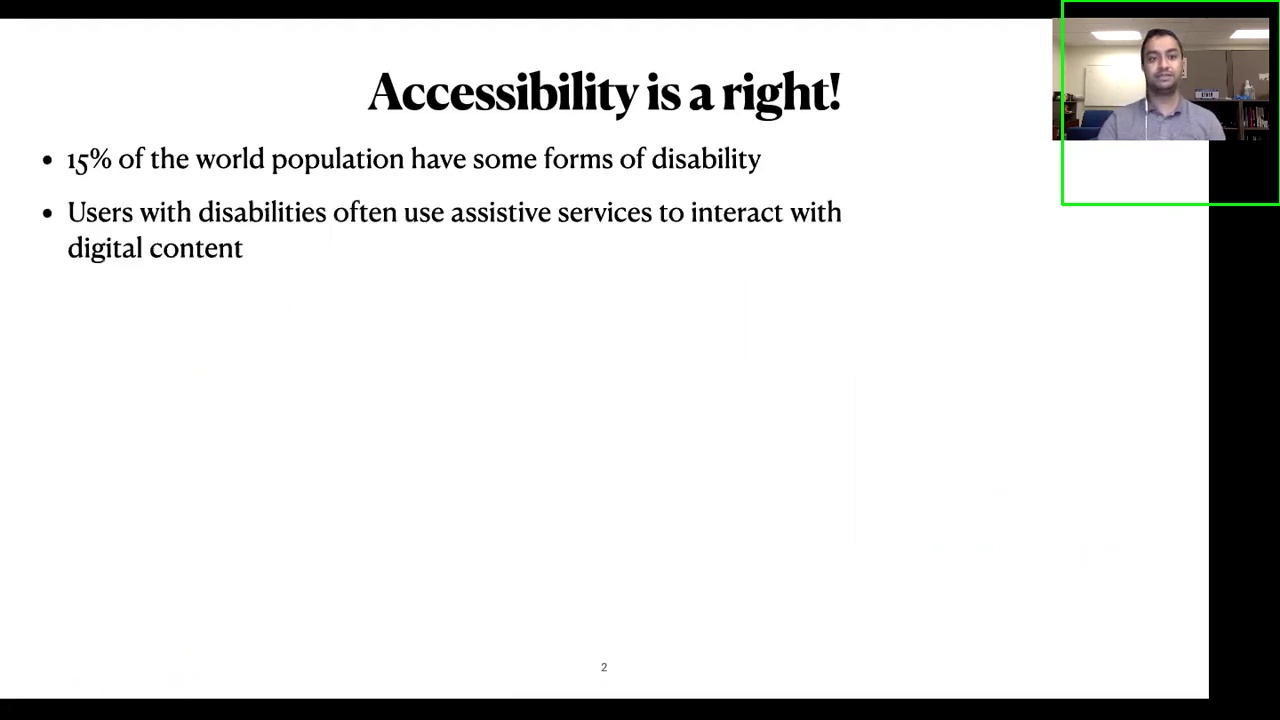 Accessibility is a right!
• 15% of the world population have some forms of disability
• Users with disabilities often use assistive services to interact with
digital content
2